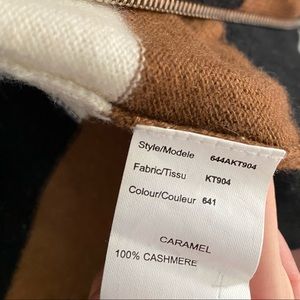 Style/Modele 644AKT904
Fabric/Tissu KT904
Colour/Couleur 641
CARAMEL
100% CASHMERE